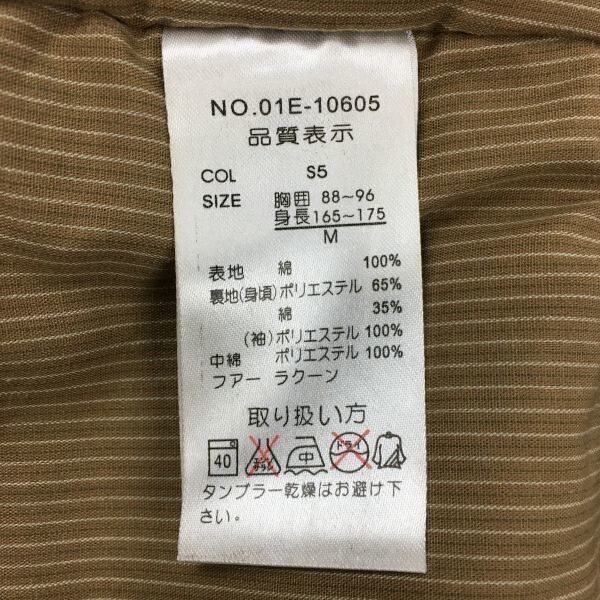 NO.01E-10605
品質表示
COL S5
SIZE 胸囲 88~96
身長165~175
M
表地 綿 100%
裏地(身頃)ポリエステル 65%
綿 35%
(袖)ポリエステル 100%
中綿 ポリエステル 100%
ファー ラクーン
取り扱い方
40 ドライ
タンブラー乾燥はお避け下
さい。